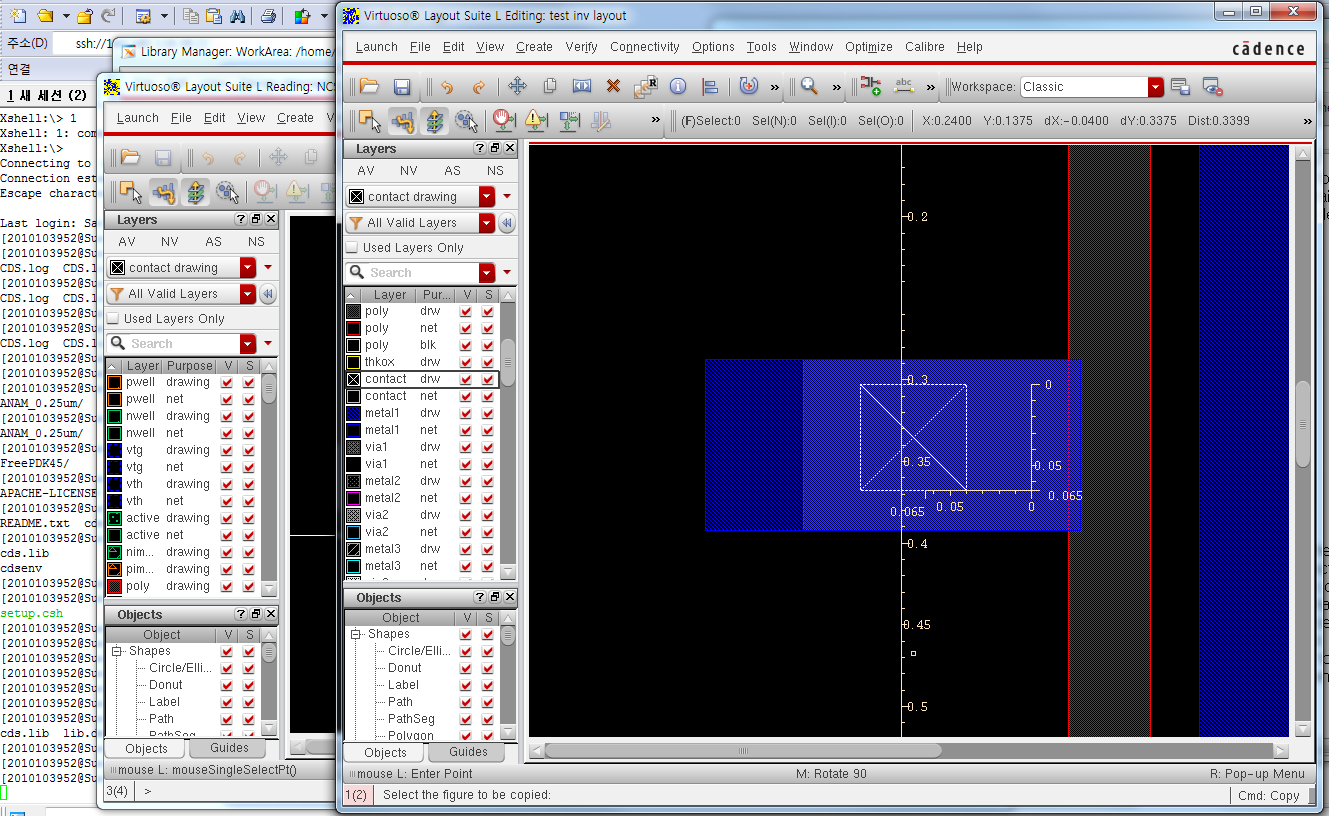 Virtuoso® Layout Suite L Editing: test inv layout
주소(D)
ssh://1
Library Manager: WorkArea: /home/
연결
Launch File Edit View Create Verify Connectivity Options Tools Window Optimize Calibre Help
cādence
Virtuoso® Layout Suite L Reading: NC
1 새 세션 (2)
Workspace: Classic
Launch File Edit View Create
Xshell:\> 1
Xshell: 1: com
Xshell:\>
Connecting to
Connection est
Escape charact
Last login: Sa
[2010103952@Su
[2010103952@Su
CDS.log CDS.l
[2010103952@Su
CDS.log CDS.l
[2010103952@Su
[2010103952@Su
CDS.log CDS.l
[2010103952@Su
[2010103952@Su
[2010103952@Su
ANAM_0.25um/
[2010103952@Su
ANAM_0.25um/
[2010103952@Su
FreePDK45/
[2010103952@Su
APACHE-LICENSE
[2010103952@Su
README.txt cd
[2010103952@Su
cds.lib
cdsenv
[2010103952@Su
[2010103952@Su
setup.csh
[2010103952@Su
[2010103952@Su
[2010103952@Su
[2010103952@Su
[2010103952@Su
[2010103952@Su
[2010103952@Su
cds.lib lib.d
[2010103952@Su
[2010103952@Su
[2010103952@Su
Layers
AV NV AS NS
contact drawing
All Valid Layers
Used Layers Only
Search
Layer Purpose V S
pwell drawing
pwell net
nwell drawing
nwell net
vtg drawing
vtg net
vth drawing
vth net
active drawing
active net
nim... drawing
pim... drawing
poly drawing
Objects
Object V S
Shapes
Circle/Elli...
Donut
Label
Path
PathSeg
Objects Guides
mouse L: mouseSingleSelectPt()
3(4) >
(F)Select:0 Sel(N):0 Sel(I):0 Sel(O):0 X:0.2400 Y:0.1375 dX:-0.0400 dY:0.3375 Dist:0.3399
Layers
AV NV AS NS
contact drawing
All Valid Layers
Used Layers Only
Search
Layer Pur... V S
poly drw
poly net
poly blk
thkox drw
contact drw
contact net
metal1 drw
metal1 net
via1 drw
via1 net
metal2 drw
metal2 net
via2 drw
via2 net
metal3 drw
metal3 net
Objects
Object V S
Shapes
Circle/Elli...
Donut
Label
Path
PathSeg
Polygon
Objects Guides
0.2
0.3
0
0.35
0.05
0.065
0.065 0.05 0
0.4
0.45
0.5
mouse L: Enter Point M: Rotate 90 R: Pop-up Menu
1(2) Select the figure to be copied: Cmd: Copy